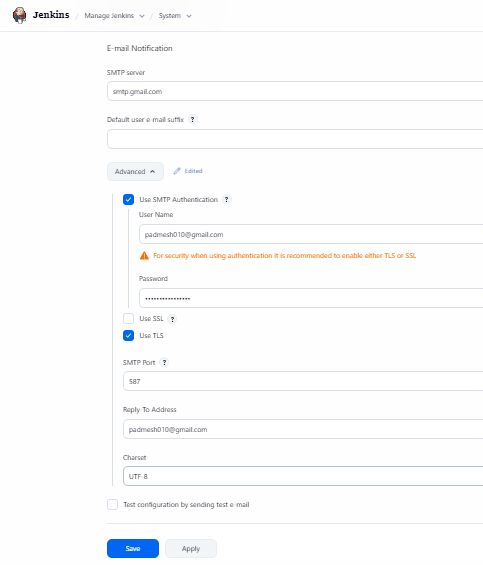 Jenkins / Manage Jenkins / System
E-mail Notification
SMTP server
smtp.gmail.com
Default user e-mail suffix ?
Advanced Edited
Use SMTP Authentication ?
User Name
padmesh010@gmail.com
For security when using authentication it is recommended to enable either TLS or SSL
Password
••••••••••••••••
Use SSL ?
Use TLS
SMTP Port ?
587
Reply-To Address
padmesh010@gmail.com
Charset
UTF-8
Test configuration by sending test e-mail
Save Apply